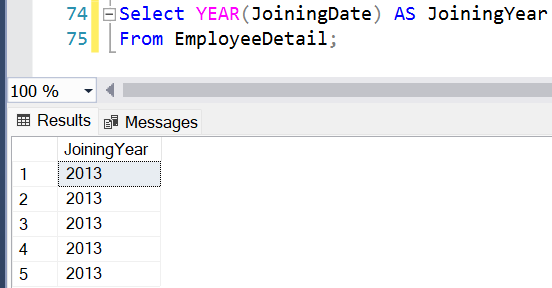 74 Select YEAR(JoiningDate) AS JoiningYear
75 From EmployeeDetail;
100 %
Results Messages
JoiningYear
1 2013
2 2013
3 2013
4 2013
5 2013